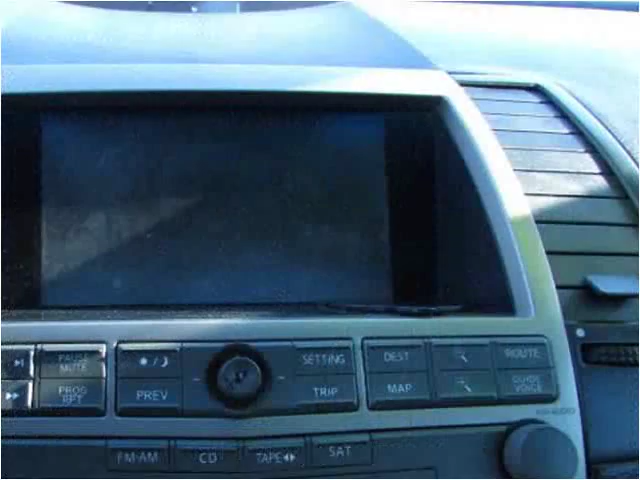 PAUSE
MUTE
SETTING
DEST
ROUTE
PROG
RPT
PREV
TRIP
MAP
GUIDE
VOICE
FM·AM
CD
TAPE
SAT